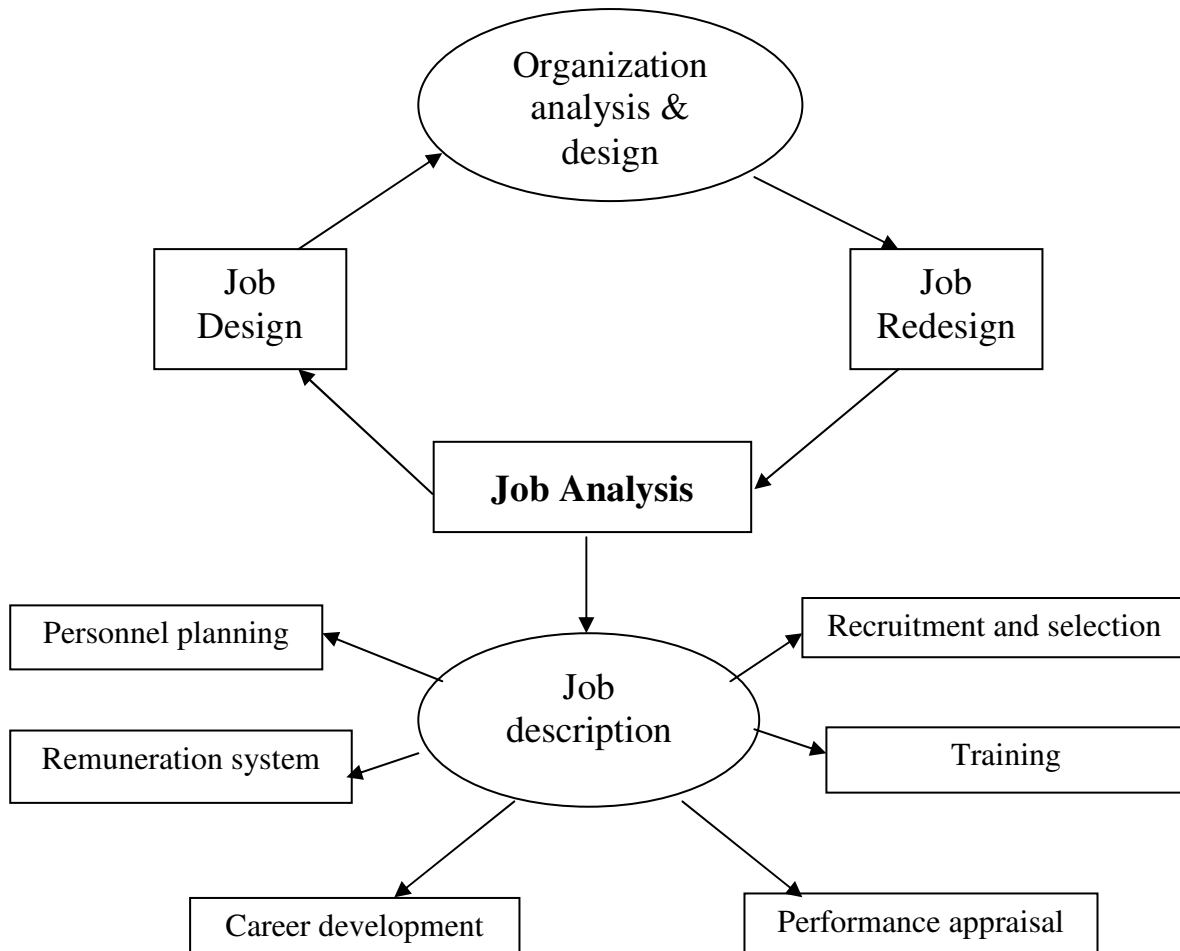 Organization
analysis &
design
Job
Design
Job
Redesign
Job Analysis
Personnel planning
Recruitment and selection
Job
description
Remuneration system
Training
Career development
Performance appraisal